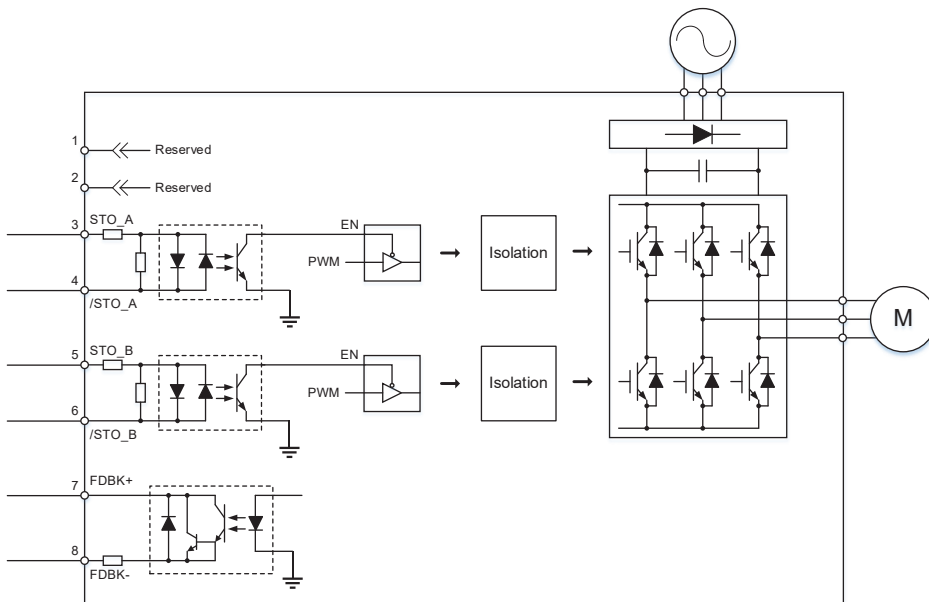 1
Reserved
2
Reserved
3
STO_A
EN
PWM
Isolation
4
/STO_A
M
5
STO_B
EN
PWM
Isolation
6
/STO_B
7
FDBK+
8
FDBK-